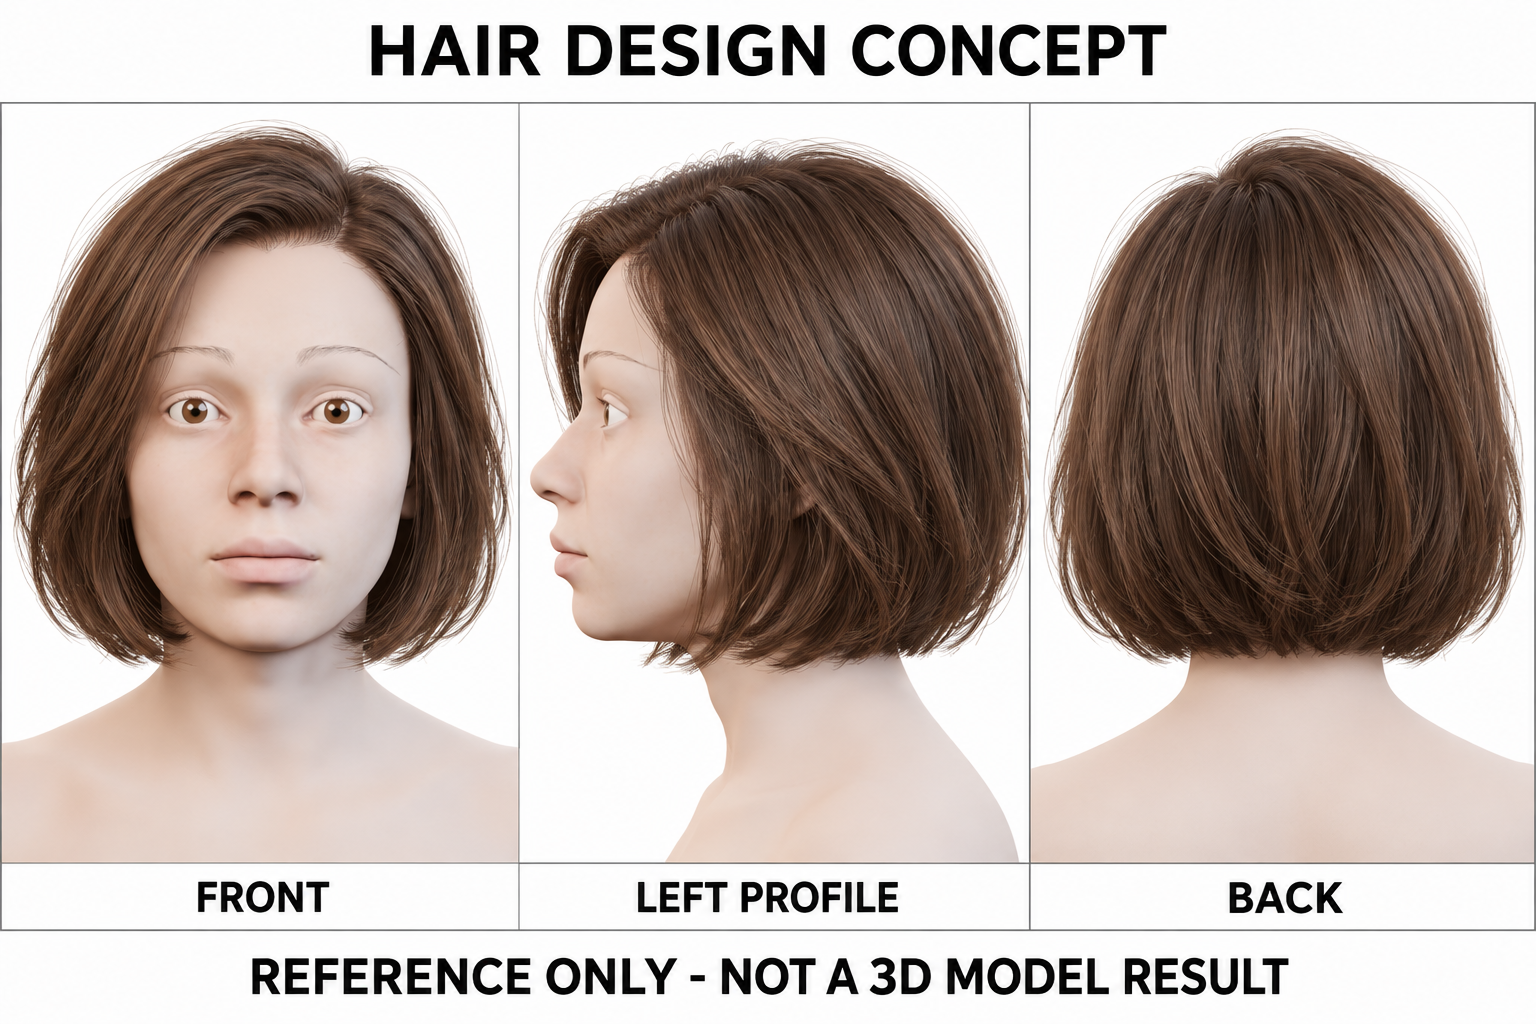 HAIR DESIGN CONCEPT
FRONT
LEFT PROFILE
BACK
REFERENCE ONLY - NOT A 3D MODEL RESULT